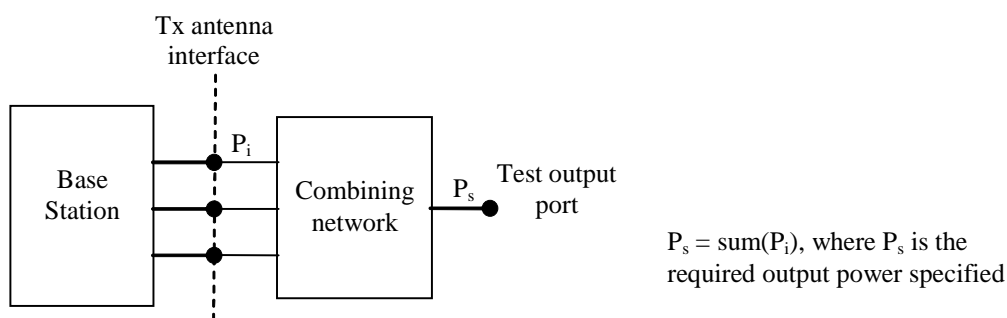 Tx antenna
interface
P_i
Base
Station
Combining
network
P_s
Test output
port
P_s = sum(P_i), where P_s is the
required output power specified